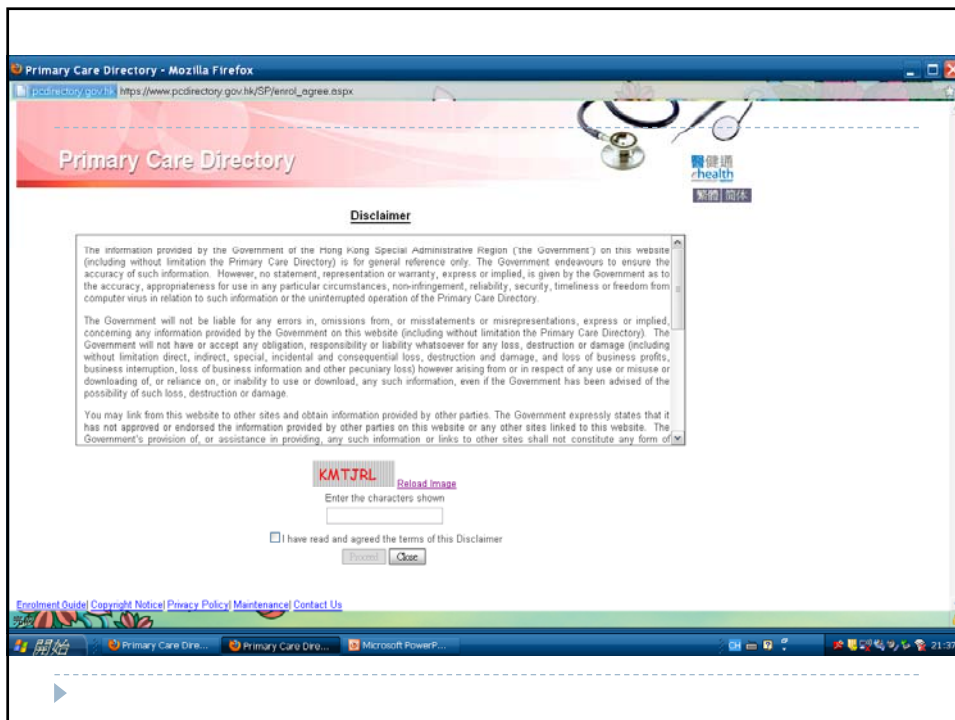 Primary Care Directory - Mozilla Firefox
pcdirectory.gov.hk https://www.pcdirectory.gov.hk/SP/enrol_agree.aspx
Primary Care Directory
醫健通
ehealth
繁體 简体
Disclaimer
The information provided by the Government of the Hong Kong Special Administrative Region ("the Government") on this website
(including without limitation the Primary Care Directory) is for general reference only. The Government endeavours to ensure the
accuracy of such information. However, no statement, representation or warranty, express or implied, is given by the Government as to
the accuracy, appropriateness for use in any particular circumstances, non-infringement, reliability, security, timeliness or freedom from
computer virus in relation to such information or the uninterrupted operation of the Primary Care Directory.
The Government will not be liable for any errors in, omissions from, or misstatements or misrepresentations, express or implied,
concerning any information provided by the Government on this website (including without limitation the Primary Care Directory). The
Government will not have or accept any obligation, responsibility or liability whatsoever for any loss, destruction or damage (including
without limitation direct, indirect, special, incidental and consequential loss, destruction and damage, and loss of business profits,
business interruption, loss of business information and other pecuniary loss) however arising from or in respect of any use or misuse or
downloading of, or reliance on, or inability to use or download, any such information, even if the Government has been advised of the
possibility of such loss, destruction or damage.
You may link from this website to other sites and obtain information provided by other parties. The Government expressly states that it
has not approved or endorsed the information provided by other parties on this website or any other sites linked to this website. The
Government's provision of, or assistance in providing, any such information or links to other sites shall not constitute any form of
KMTJRL Reload Image
Enter the characters shown
I have read and agreed the terms of this Disclaimer
Proceed Close
Enrolment Guide| Copyright Notice| Privacy Policy| Maintenance| Contact Us
完成
開始 Primary Care Dire... Primary Care Dire... Microsoft PowerP... CH 21:37